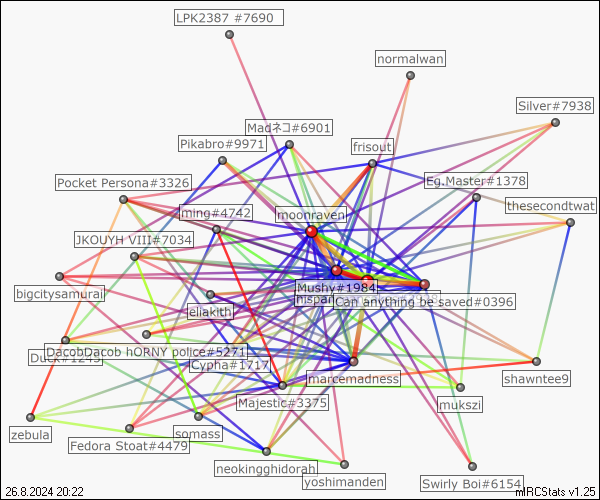 LPK2387 #7690
normalwan
Silver#7938
Madネコ#6901
Pikabro#9971
frisout
Eg.Master#1378
Pocket Persona#3326
thesecondtwat
ming#4742
moonraven
JKOUYH VIII#7034
Mushy#1984
bigcitysamurai
hispan
Can anything be saved#0396
eliakith
DacobDacob hORNY police#5271
Duck#1245
Cypha#1717
marcemadness
shawntee9
Majestic#3375
mukszi
zebula
somass
Fedora Stoat#4479
neokingghidorah
yoshimanden
Swirly Boi#6154
26.8.2024 20:22
mIRCStats v1.25